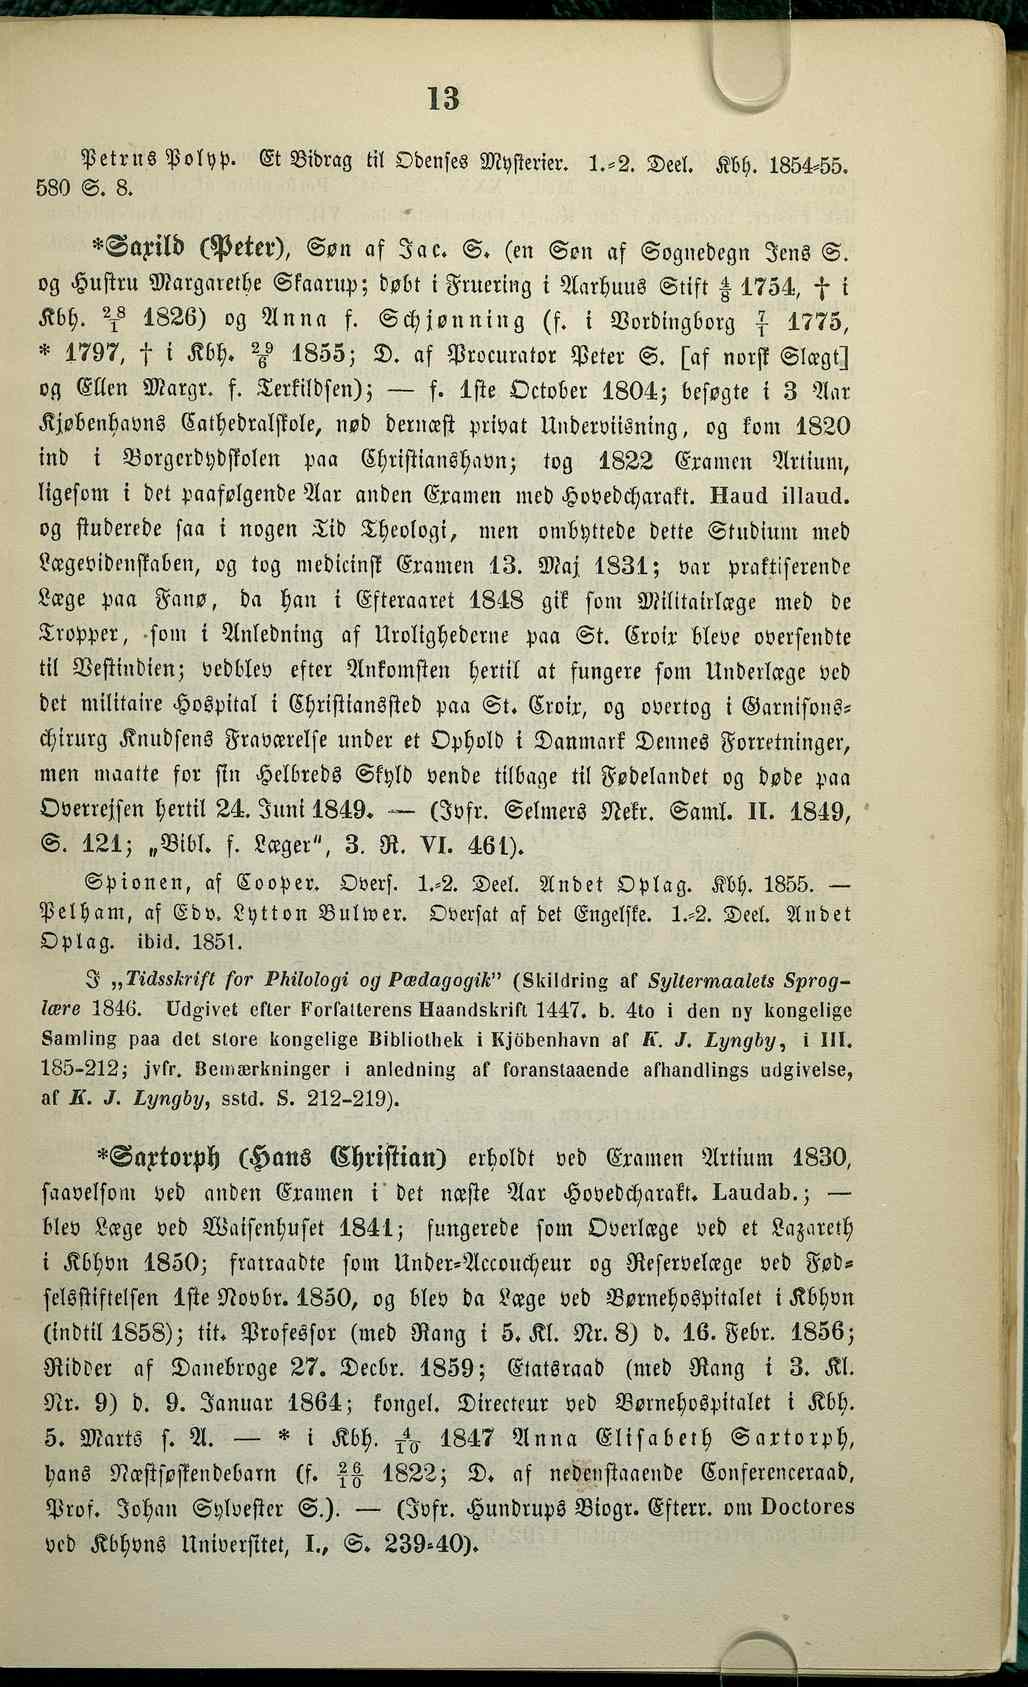 13
Petrus Polyp. Et Bidrag til Odenses Mysterier. 1.-2. Deel. Kbh. 1854-55.
580 S. 8.
*Saxild (Peter), Søn af Jac. S. (en Søn af Sognedegn Jens S.
og Hustru Margarethe Skaarup; døbt i Fruering i Aarhuus Stift 4/8 1754, † i
Kbh. 28/1 1826) og Anna f. Schjønning (f. i Vordingborg 7/1 1775,
* 1797, † i Kbh. 29/6 1855; D. af Procurator Peter S. [af norsk Slægt]
og Ellen Margr. f. Terkildsen); — f. 1ste October 1804; besøgte i 3 Aar
Kjøbenhavns Cathedralskole, nød dernæst privat Underviisning, og kom 1820
ind i Borgerdydskolen paa Christianshavn; tog 1822 Examen Artium,
ligesom i det paafølgende Aar anden Examen med Hovedcharakt. Haud illaud.
og studerede saa i nogen Tid Theologi, men ombyttede dette Studium med
Lægevidenskaben, og tog medicinsk Examen 13. Maj 1831; var praktiserende
Læge paa Fanø, da han i Efteraaret 1848 gik som Militairlæge med de
Tropper, som i Anledning af Urolighederne paa St. Croix bleve oversendte
til Vestindien; vedblev efter Ankomsten hertil at fungere som Underlæge ved
det militaire Hospital i Christianssted paa St. Croix, og overtog i Garnisons-
chirurg Knudsens Fraværelse under et Ophold i Danmark Dennes Forretninger,
men maatte for sin Helbreds Skyld vende tilbage til Fødelandet og døde paa
Overrejsen hertil 24. Juni 1849. — (Jvfr. Selmers Nekr. Saml. II. 1849,
S. 121; „Bibl. f. Læger", 3. R. VI. 461).
Spionen, af Cooper. Overs. 1.-2. Deel. Andet Oplag. Kbh. 1855. —
Pelham, af Edv. Lytton Bulwer. Oversat af det Engelske. 1.-2. Deel. Andet
Oplag. ibid. 1851.
I „Tidsskrift for Philologi og Pædagogik" (Skildring af Syltermaalets Sprog-
lære 1846. Udgivet efter Forfatterens Haandskrift 1447. b. 4to i den ny kongelige
Samling paa det store kongelige Bibliothek i Kjöbenhavn af K. J. Lyngby, i III.
185-212; jvfr. Bemærkninger i anledning af foranstaaende afhandlings udgivelse,
af K. J. Lyngby, sstd. S. 212-219).
*Saxtorph (Hans Christian) erholdt ved Examen Artium 1830,
saavelsom ved anden Examen i det næste Aar Hovedcharakt. Laudab.; —
blev Læge ved Waisenhuset 1841; fungerede som Overlæge ved et Lazareth
i Kbhvn 1850; fratraadte som Under-Accoucheur og Reservelæge ved Fød-
selsstiftelsen 1ste Novbr. 1850, og blev da Læge ved Børnehospitalet i Kbhvn
(indtil 1858); tit. Professor (med Rang i 5. Kl. Nr. 8) d. 16. Febr. 1856;
Ridder af Danebroge 27. Decbr. 1859; Etatsraad (med Rang i 3. Kl.
Nr. 9) d. 9. Januar 1864; kongel. Directeur ved Børnehospitalet i Kbh.
5. Marts s. A. — * i Kbh. 4/10 1847 Anna Elisabeth Saxtorph,
hans Næstsøskendebarn (f. 26/10 1822; D. af nedenstaaende Conferenceraad,
Prof. Johan Sylvester S.). — (Jvfr. Hundrups Biogr. Efterr. om Doctores
ved Kbhvns Universitet, I., S. 239-40).